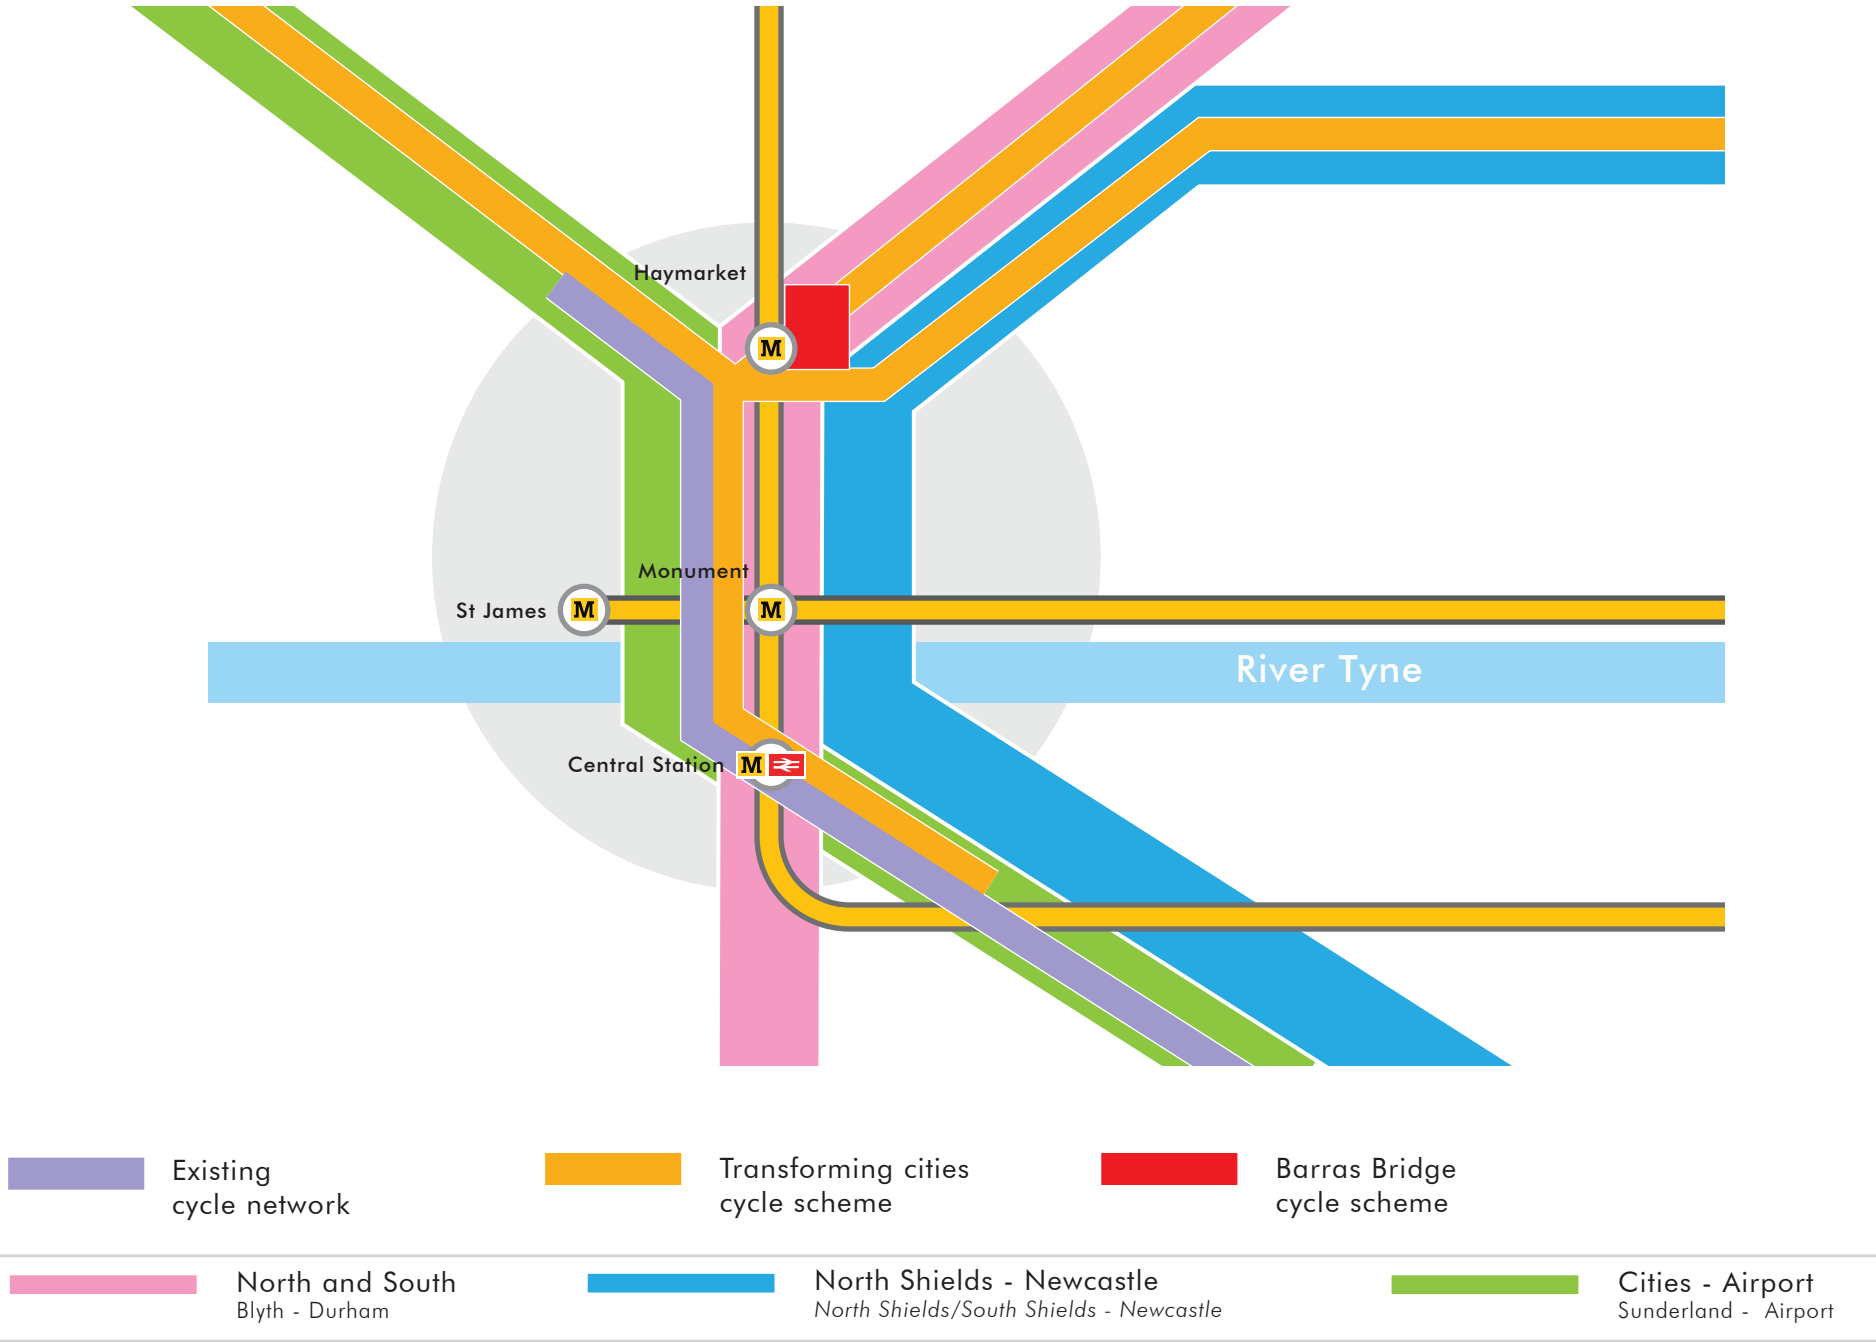 Haymarket
M
Monument
St James
M
M
River Tyne
Central Station
M
Existing
cycle network
Transforming cities
cycle scheme
Barras Bridge
cycle scheme
North and South
Blyth - Durham
North Shields - Newcastle
North Shields/South Shields - Newcastle
Cities - Airport
Sunderland - Airport